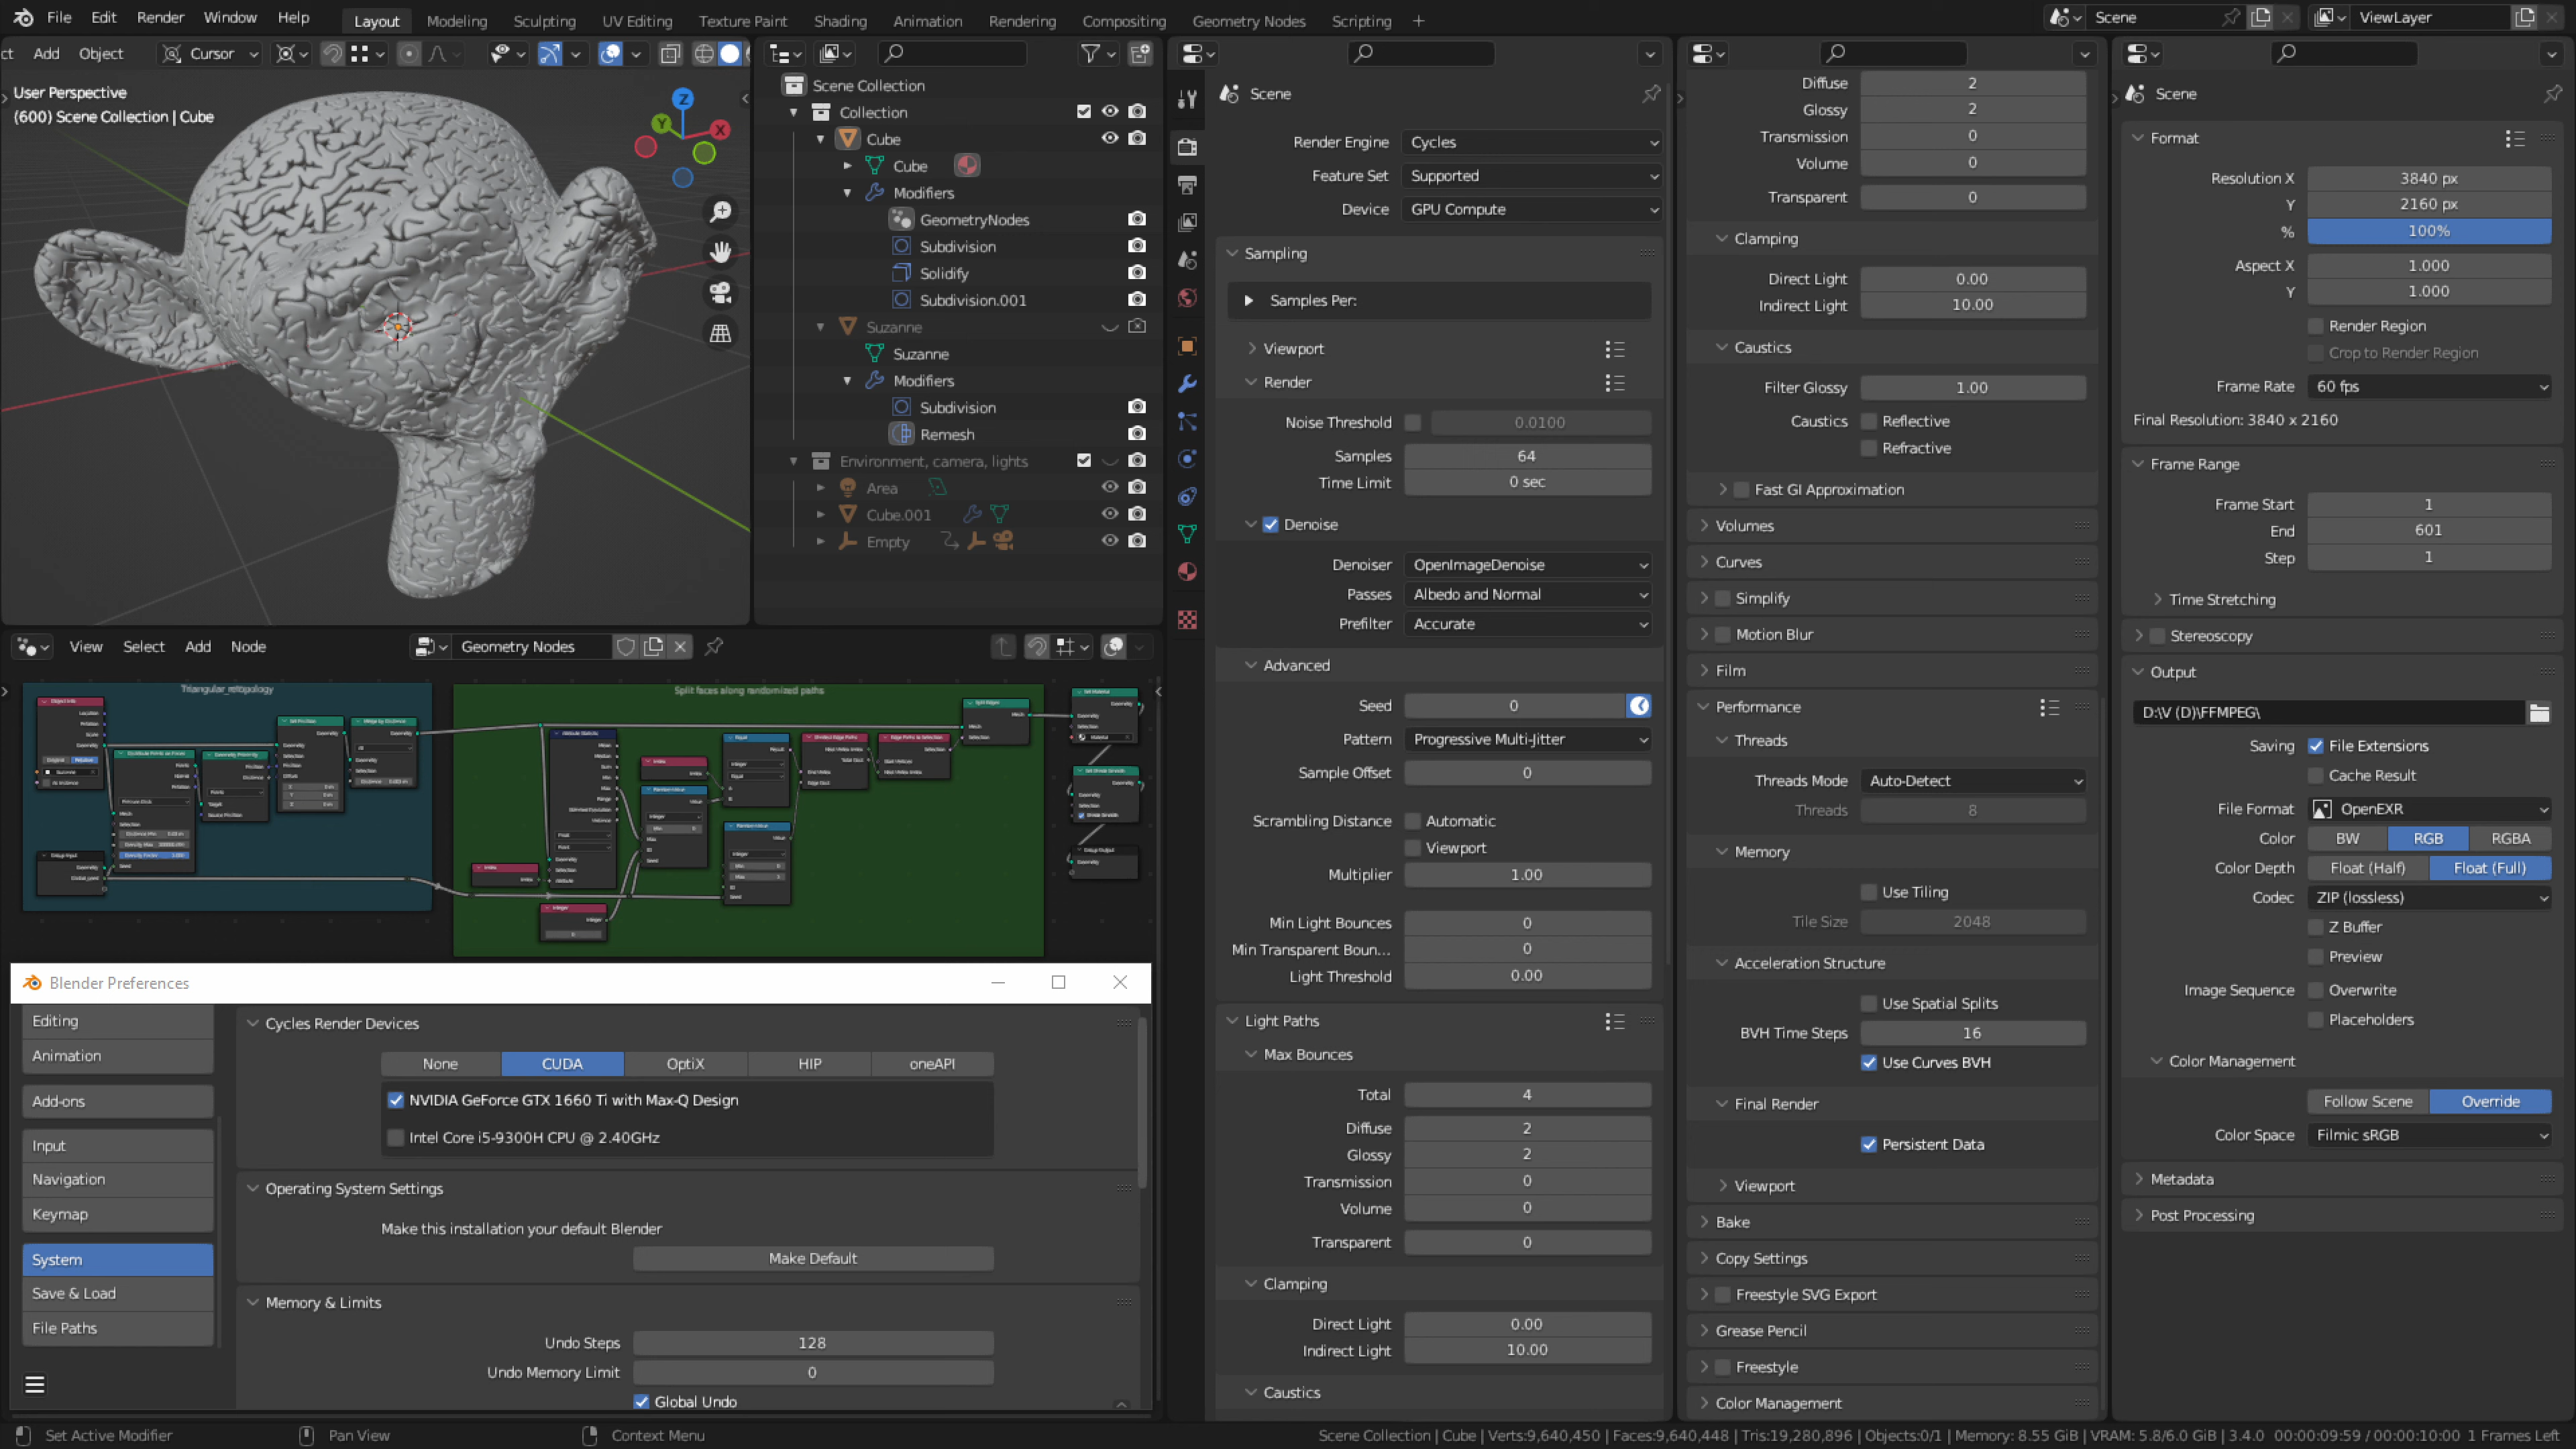 File Edit Render Window Help
Layout Modeling Sculpting UV Editing Texture Paint Shading Animation Rendering Compositing Geometry Nodes Scripting +
Scene
ViewLayer
ct Add Object Cursor
User Perspective
(600) Scene Collection | Cube
Z
Y
X
Scene Collection
Collection
Cube
Cube
Modifiers
GeometryNodes
Subdivision
Solidify
Subdivision.001
Suzanne
Suzanne
Modifiers
Subdivision
Remesh
Environment, camera, lights
Area
Cube.001
Empty
View Select Add Node
Geometry Nodes
Triangular_retopology
Split faces along randomized paths
Blender Preferences
Editing
Animation
Add-ons
Input
Navigation
Keymap
System
Save & Load
File Paths
Cycles Render Devices
None CUDA OptiX HIP oneAPI
NVIDIA GeForce GTX 1660 Ti with Max-Q Design
Intel Core i5-9300H CPU @ 2.40GHz
Operating System Settings
Make this installation your default Blender
Make Default
Memory & Limits
Undo Steps 128
Undo Memory Limit 0
Global Undo
Scene
Render Engine Cycles
Feature Set Supported
Device GPU Compute
Sampling
Samples Per:
Viewport
Render
Noise Threshold 0.0100
Samples 64
Time Limit 0 sec
Denoise
Denoiser OpenImageDenoise
Passes Albedo and Normal
Prefilter Accurate
Advanced
Seed 0
Pattern Progressive Multi-Jitter
Sample Offset 0
Scrambling Distance Automatic
Viewport
Multiplier 1.00
Min Light Bounces 0
Min Transparent Boun... 0
Light Threshold 0.00
Light Paths
Max Bounces
Total 4
Diffuse 2
Glossy 2
Transmission 0
Volume 0
Transparent 0
Clamping
Direct Light 0.00
Indirect Light 10.00
Caustics
Diffuse 2
Glossy 2
Transmission 0
Volume 0
Transparent 0
Clamping
Direct Light 0.00
Indirect Light 10.00
Caustics
Filter Glossy 1.00
Caustics Reflective
Refractive
Fast GI Approximation
Volumes
Curves
Simplify
Motion Blur
Film
Performance
Threads
Threads Mode Auto-Detect
Threads 8
Memory
Use Tiling
Tile Size 2048
Acceleration Structure
Use Spatial Splits
BVH Time Steps 16
Use Curves BVH
Final Render
Persistent Data
Viewport
Bake
Copy Settings
Freestyle SVG Export
Grease Pencil
Freestyle
Color Management
Scene
Format
Resolution X 3840 px
Y 2160 px
% 100%
Aspect X 1.000
Y 1.000
Render Region
Crop to Render Region
Frame Rate 60 fps
Final Resolution: 3840 x 2160
Frame Range
Frame Start 1
End 601
Step 1
Time Stretching
Stereoscopy
Output
D:\V (D)\FFMPEG\
Saving File Extensions
Cache Result
File Format OpenEXR
Color BW RGB RGBA
Color Depth Float (Half) Float (Full)
Codec ZIP (lossless)
Z Buffer
Preview
Image Sequence Overwrite
Placeholders
Color Management
Follow Scene Override
Color Space Filmic sRGB
Metadata
Post Processing
Set Active Modifier Pan View Context Menu
Scene Collection | Cube | Verts:9,640,450 | Faces:9,640,448 | Tris:19,280,896 | Objects:0/1 | Memory: 8.55 GiB | VRAM: 5.8/6.0 GiB | 3.4.0 00:00:09:59 / 00:00:10:00 1 Frames Left